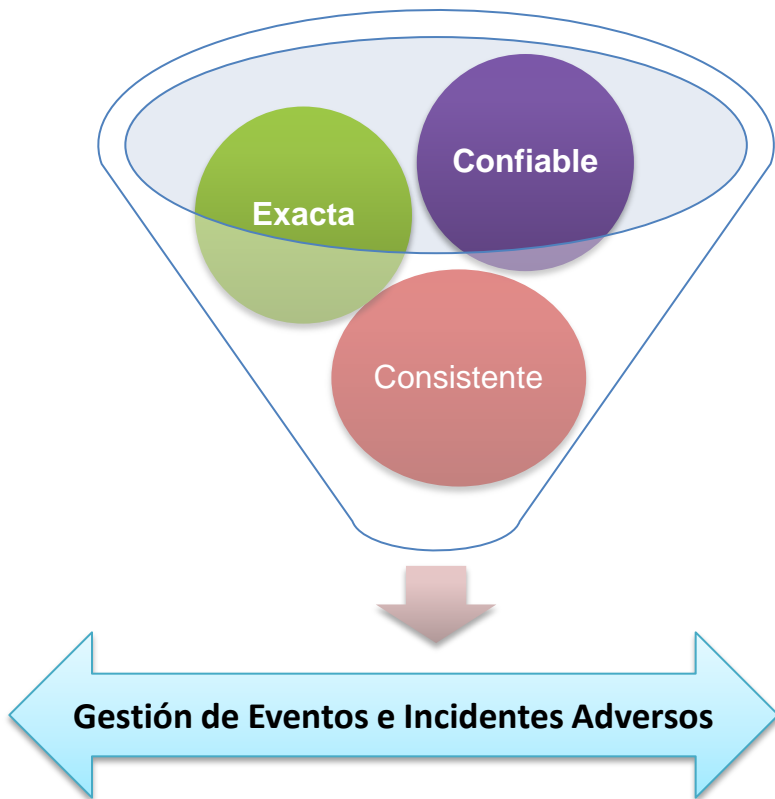 Confiable
Exacta
Consistente
Gestión de Eventos e Incidentes Adversos